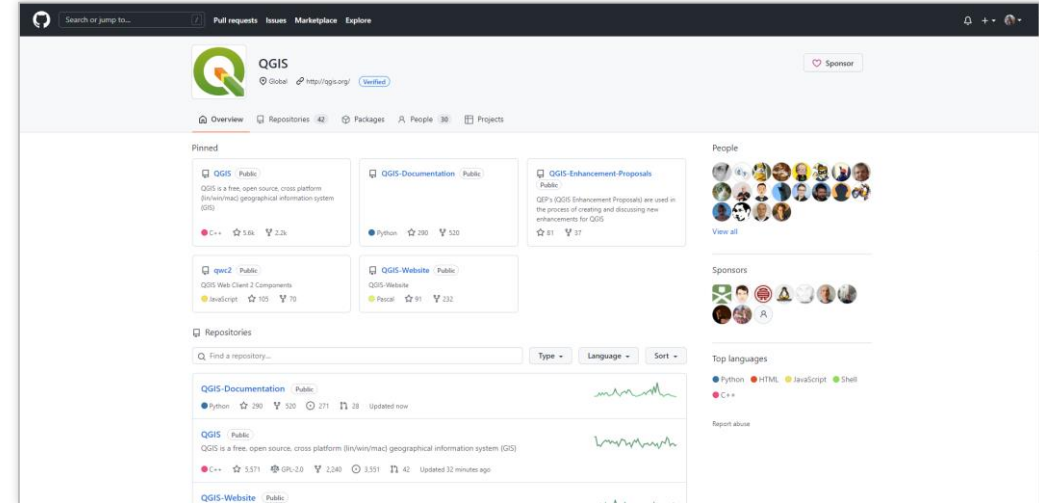 Search or jump to... / Pull requests Issues Marketplace Explore
QGIS
Sponsor
Global http://qgis.org/ Verified
Overview Repositories 42 Packages People 30 Projects
Pinned
QGIS Public
QGIS is a free, open source, cross platform
(lin/win/mac) geographical information system
(GIS)
C++ 5.6k 2.2k
QGIS-Documentation Public
Python 290 520
QGIS-Enhancement-Proposals
Public
QEP's (QGIS Enhancement Proposals) are used in
the process of creating and discussing new
enhancements for QGIS
81 37
qwc2 Public
QGIS Web Client 2 Components
JavaScript 105 70
QGIS-Website Public
QGIS-Website
Pascal 91 232
Repositories
Find a repository... Type Language Sort
QGIS-Documentation Public
Python 290 520 271 28 Updated now
QGIS Public
QGIS is a free, open source, cross platform (lin/win/mac) geographical information system (GIS)
C++ 5,571 GPL-2.0 2,240 3,551 42 Updated 32 minutes ago
QGIS-Website Public
People
View all
Sponsors
Top languages
Python HTML JavaScript Shell
C++
Report abuse